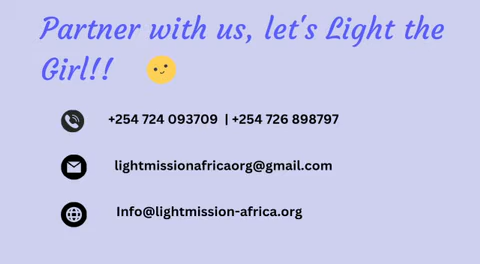 Partner with us, let's Light the
Girl!!
+254 724 093709 | +254 726 898797
lightmissionafricaorg@gmail.com
Info@lightmission-africa.org